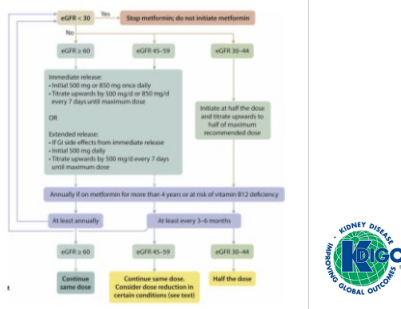 eGFR < 30
Yes
Stop metformin; do not initiate metformin
No
eGFR ≥ 60
eGFR 45–59
eGFR 30–44
Immediate release:
• Initial 500 mg or 850 mg once daily
• Titrate upwards by 500 mg/d or 850 mg/d
every 7 days until maximum dose
OR
Extended release:
• If GI side effects from immediate release
• Initial 500 mg daily
• Titrate upwards by 500 mg/d every 7 days
until maximum dose
Initiate at half the dose
and titrate upwards to
half of maximum
recommended dose
Annually if on metformin for more than 4 years or at risk of vitamin B12 deficiency
At least annually
At least every 3–6 months
eGFR ≥ 60
eGFR 45–59
eGFR 30–44
Continue
same dose
Continue same dose.
Consider dose reduction in
certain conditions (see text)
Half the dose
KIDNEY DISEASE
KDIGO
IMPROVING GLOBAL OUTCOMES